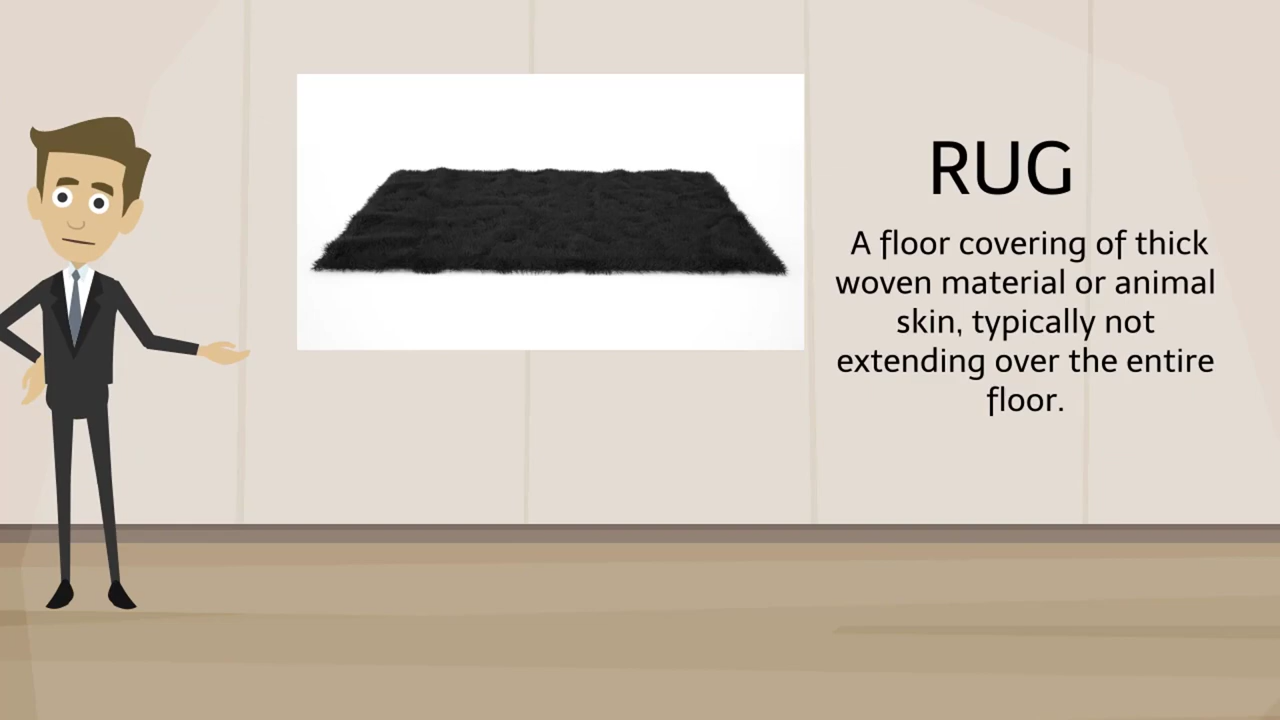 RUG
A floor covering of thick
woven material or animal
skin, typically not
extending over the entire
floor.